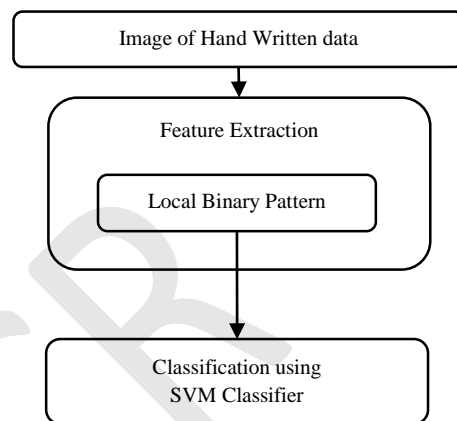 Image of Hand Written data
Feature Extraction
Local Binary Pattern
Classification using
SVM Classifier